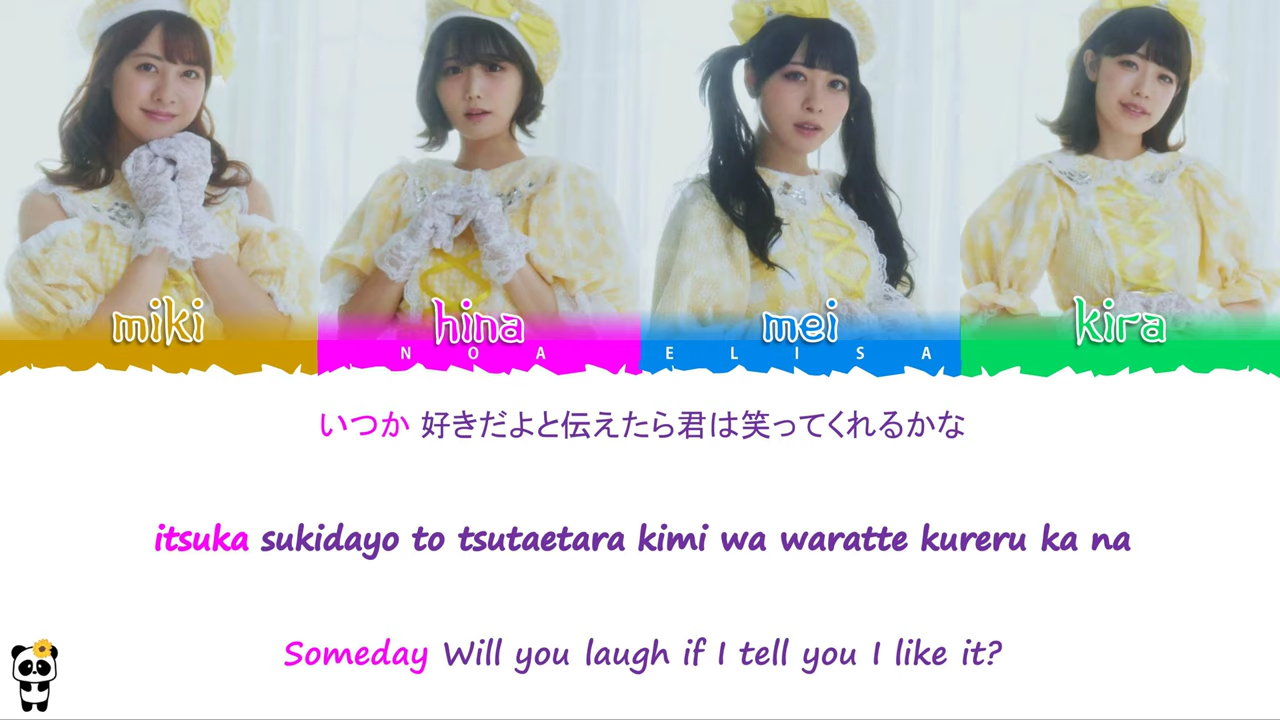 miki
hina
mei
kira
NOA
ELISA
いつか 好きだよと伝えたら君は笑ってくれるかな
itsuka sukidayo to tsutaetara kimi wa waratte kureru ka na
Someday Will you laugh if I tell you I like it?